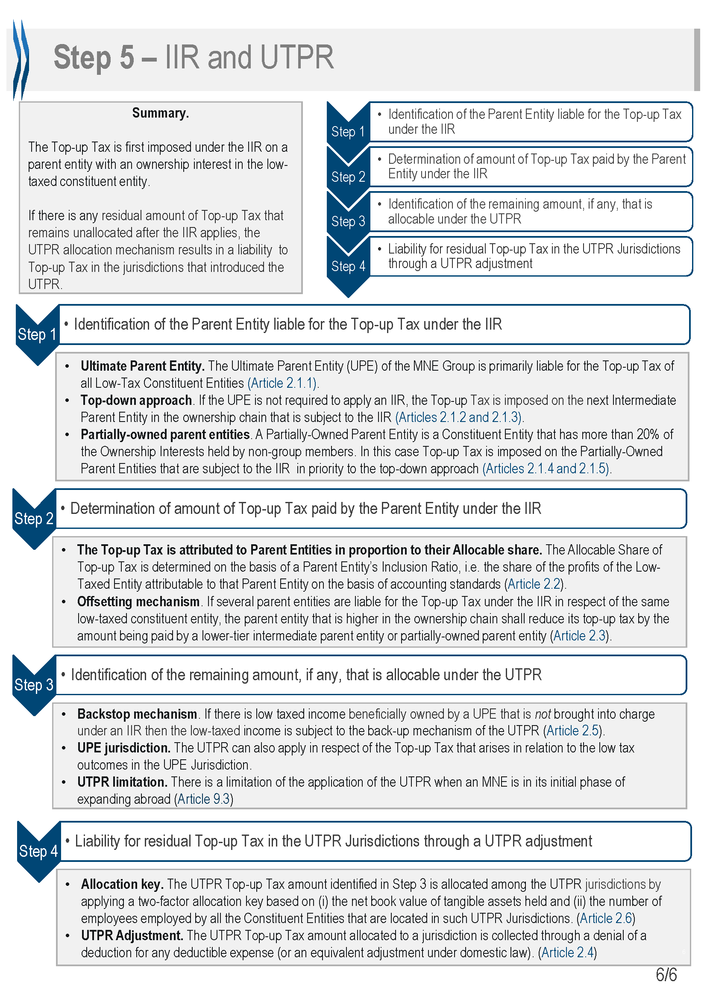 Step 5 – IIR and UTPR
Summary.
The Top-up Tax is first imposed under the IIR on a
parent entity with an ownership interest in the low-
taxed constituent entity.
If there is any residual amount of Top-up Tax that
remains unallocated after the IIR applies, the
UTPR allocation mechanism results in a liability to
Top-up Tax in the jurisdictions that introduced the
UTPR.
Step 1
• Identification of the Parent Entity liable for the Top-up Tax
under the IIR
Step 2
• Determination of amount of Top-up Tax paid by the Parent
Entity under the IIR
Step 3
• Identification of the remaining amount, if any, that is
allocable under the UTPR
Step 4
• Liability for residual Top-up Tax in the UTPR Jurisdictions
through a UTPR adjustment
Step 1
• Identification of the Parent Entity liable for the Top-up Tax under the IIR
• Ultimate Parent Entity. The Ultimate Parent Entity (UPE) of the MNE Group is primarily liable for the Top-up Tax of
all Low-Tax Constituent Entities (Article 2.1.1).
• Top-down approach. If the UPE is not required to apply an IIR, the Top-up Tax is imposed on the next Intermediate
Parent Entity in the ownership chain that is subject to the IIR (Articles 2.1.2 and 2.1.3).
• Partially-owned parent entities. A Partially-Owned Parent Entity is a Constituent Entity that has more than 20% of
the Ownership Interests held by non-group members. In this case Top-up Tax is imposed on the Partially-Owned
Parent Entities that are subject to the IIR in priority to the top-down approach (Articles 2.1.4 and 2.1.5).
Step 2
• Determination of amount of Top-up Tax paid by the Parent Entity under the IIR
• The Top-up Tax is attributed to Parent Entities in proportion to their Allocable share. The Allocable Share of
Top-up Tax is determined on the basis of a Parent Entity’s Inclusion Ratio, i.e. the share of the profits of the Low-
Taxed Entity attributable to that Parent Entity on the basis of accounting standards (Article 2.2).
• Offsetting mechanism. If several parent entities are liable for the Top-up Tax under the IIR in respect of the same
low-taxed constituent entity, the parent entity that is higher in the ownership chain shall reduce its top-up tax by the
amount being paid by a lower-tier intermediate parent entity or partially-owned parent entity (Article 2.3).
Step 3
• Identification of the remaining amount, if any, that is allocable under the UTPR
• Backstop mechanism. If there is low taxed income beneficially owned by a UPE that is not brought into charge
under an IIR then the low-taxed income is subject to the back-up mechanism of the UTPR (Article 2.5).
• UPE jurisdiction. The UTPR can also apply in respect of the Top-up Tax that arises in relation to the low tax
outcomes in the UPE Jurisdiction.
• UTPR limitation. There is a limitation of the application of the UTPR when an MNE is in its initial phase of
expanding abroad (Article 9.3)
Step 4
• Liability for residual Top-up Tax in the UTPR Jurisdictions through a UTPR adjustment
• Allocation key. The UTPR Top-up Tax amount identified in Step 3 is allocated among the UTPR jurisdictions by
applying a two-factor allocation key based on (i) the net book value of tangible assets held and (ii) the number of
employees employed by all the Constituent Entities that are located in such UTPR Jurisdictions. (Article 2.6)
• UTPR Adjustment. The UTPR Top-up Tax amount allocated to a jurisdiction is collected through a denial of a
deduction for any deductible expense (or an equivalent adjustment under domestic law). (Article 2.4)
6/6